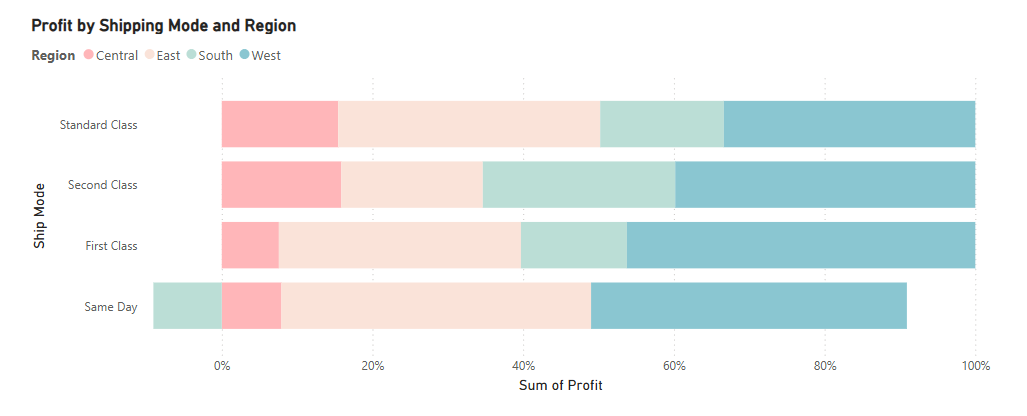 Profit by Shipping Mode and Region
Region Central East South West
Standard Class
Second Class
First Class
Same Day
Ship Mode
0% 20% 40% 60% 80% 100%
Sum of Profit